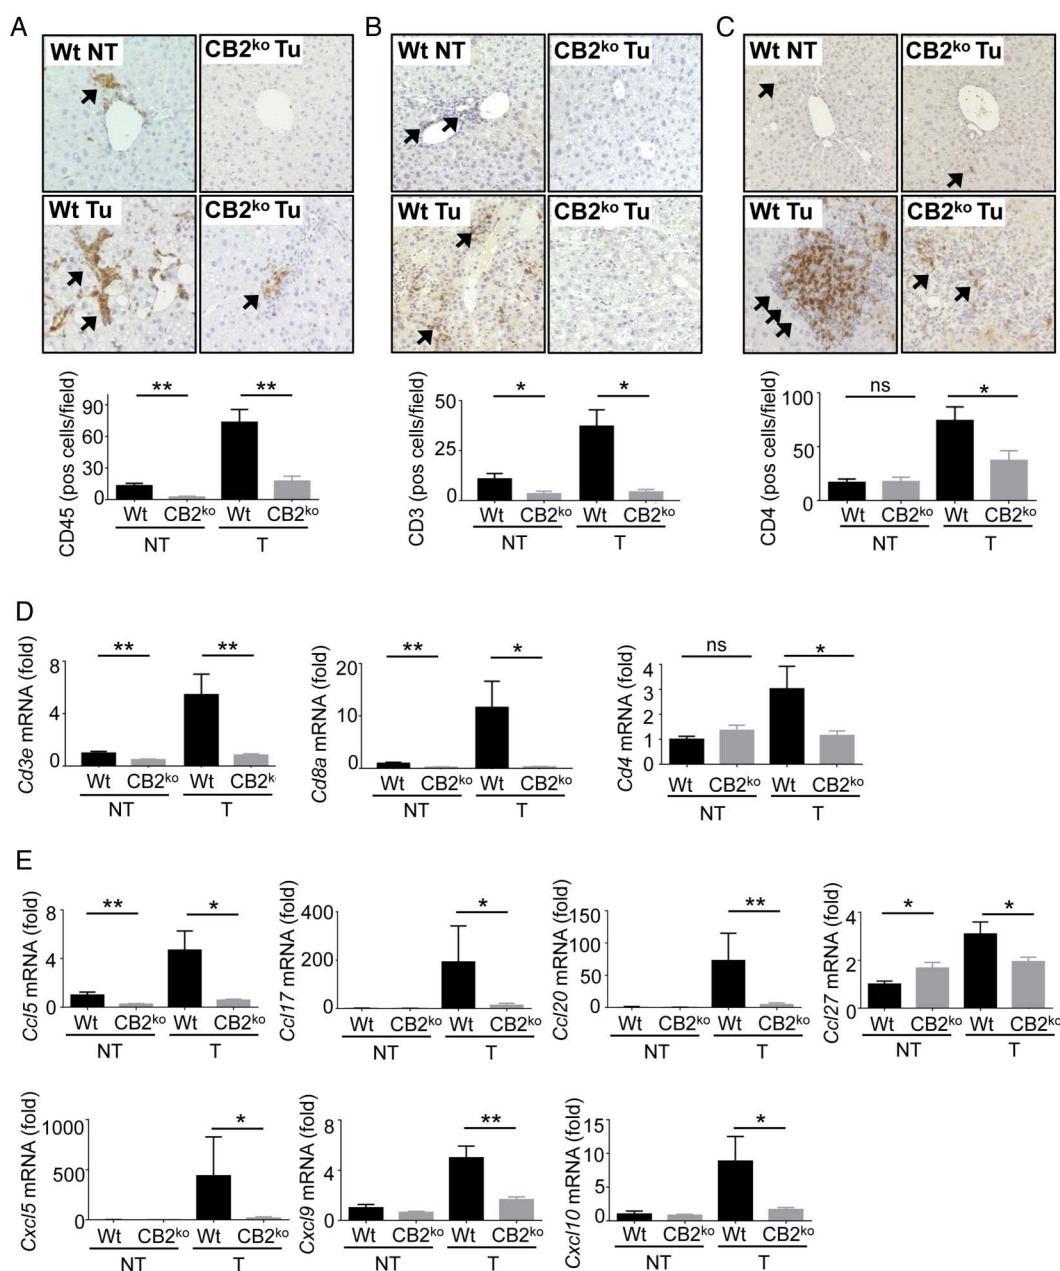 A
B
C
Wt NT
CB2ko Tu
Wt NT
CB2ko Tu
Wt NT
CB2ko Tu
Wt Tu
CB2ko Tu
Wt Tu
CB2ko Tu
Wt Tu
CB2ko Tu
CD45 (pos cells/field)
90
60
30
0
**
**
Wt CB2ko Wt CB2ko
NT T
CD3 (pos cells/field)
50
25
0
*
*
Wt CB2ko Wt CB2ko
NT T
CD4 (pos cells/field)
100
50
0
ns
*
Wt CB2ko Wt CB2ko
NT T
D
Cd3e mRNA (fold)
8
4
0
**
**
Wt CB2ko Wt CB2k
NT T
Cd8a mRNA (fold)
20
10
0
**
*
Wt CB2ko Wt CB2ko
NT T
Cd4 mRNA (fold)
4
3
2
1
0
ns
*
Wt CB2ko Wt CB2ko
NT T
E
Ccl5 mRNA (fold)
8
4
0
**
*
Wt CB2ko Wt CB2ko
NT T
Ccl17 mRNA (fold)
400
200
0
*
Wt CB2ko Wt CB2ko
NT T
Ccl20 mRNA (fold)
150
100
50
0
**
Wt CB2ko Wt CB2ko
NT T
Ccl27 mRNA (fold)
4
2
0
*
*
Wt CB2ko Wt CB2ko
NT T
Cxcl5 mRNA (fold)
1000
500
0
*
Wt CB2ko Wt CB2ko
NT T
Cxcl9 mRNA (fold)
8
4
0
**
Wt CB2ko Wt CB2ko
NT T
Cxcl10 mRNA (fold)
15
10
5
0
*
Wt CB2ko Wt CB2ko
NT T